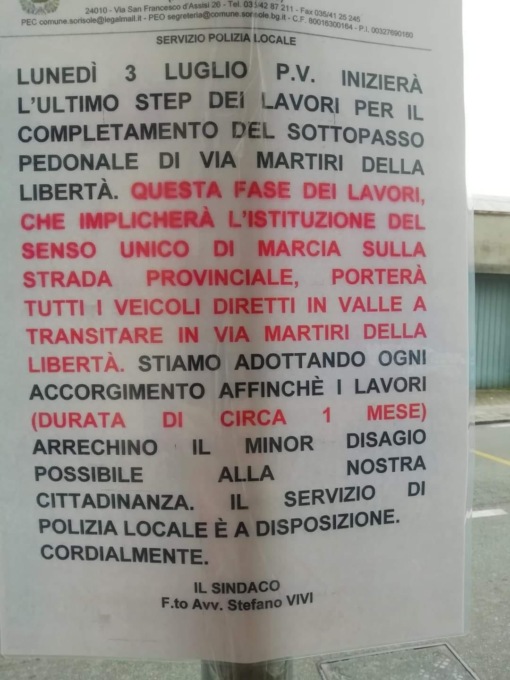 24010 - Via San Francesco d'Assisi 26 - Tel. 035/42 87 211 - Fax 035/41 25 245
PEC comune.sorisole@legalmail.it - PEO segreteria@comune.sorisole.bg.it - C.F. 80016300164 - P.I. 00327690160
SERVIZIO POLIZIA LOCALE
LUNEDÌ 3 LUGLIO P.V. INIZIERÀ
L'ULTIMO STEP DEI LAVORI PER IL
COMPLETAMENTO DEL SOTTOPASSO
PEDONALE DI VIA MARTIRI DELLA
LIBERTÀ. QUESTA FASE DEI LAVORI,
CHE IMPLICHERÀ L'ISTITUZIONE DEL
SENSO UNICO DI MARCIA SULLA
STRADA PROVINCIALE, PORTERÀ
TUTTI I VEICOLI DIRETTI IN VALLE A
TRANSITARE IN VIA MARTIRI DELLA
LIBERTÀ. STIAMO ADOTTANDO OGNI
ACCORGIMENTO AFFINCHÈ I LAVORI
(DURATA DI CIRCA 1 MESE)
ARRECHINO IL MINOR DISAGIO
POSSIBILE ALLA NOSTRA
CITTADINANZA. IL SERVIZIO DI
POLIZIA LOCALE È A DISPOSIZIONE.
CORDIALMENTE.
IL SINDACO
F.to Avv. Stefano VIVI